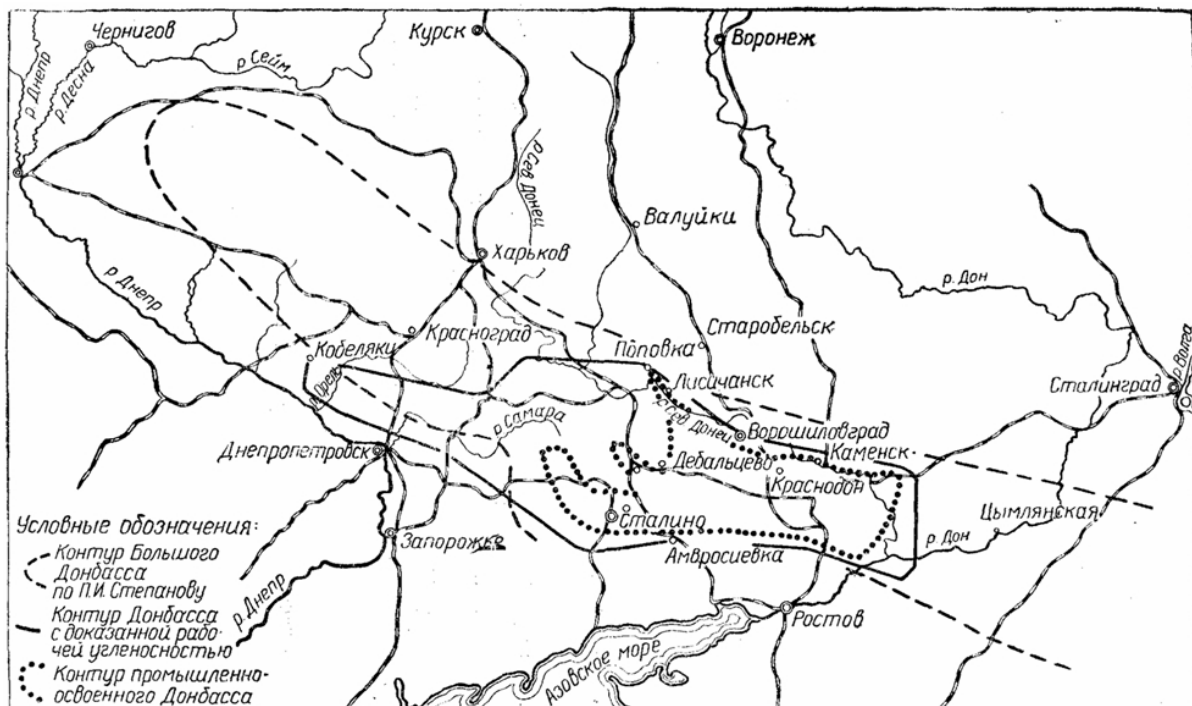 Чернигов
Курск
Воронеж
р. Днепр
р. Десна
р. Сейм
р. Сев. Донец
Валуйки
Харьков
р. Дон
р. Днепр
Красноград
Старобельск
Кобеляки
Поповка
р. Орель
Лисичанск
Сталинград
р. Волга
р. Самара
р. Сев. Донец
Ворошиловград
Днепропетровск
Дебальцево
Каменск
Краснодон
Сталино
Цымлянская
Запорожье
Амвросиевка
р. Дон
р. Днепр
Ростов
Азовское море
Условные обозначения:
Контур Большого
Донбасса
по П.И. Степанову
Контур Донбасса
с доказанной рабо-
чей угленосностью
Контур промышленно-
освоенного Донбасса